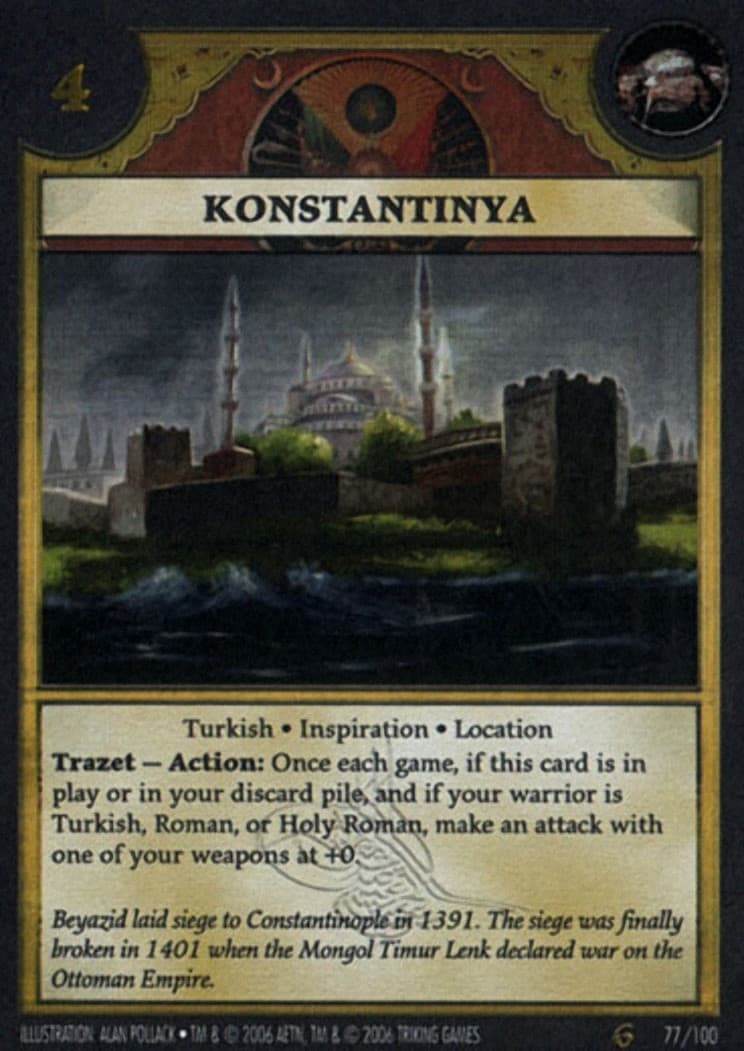 4
KONSTANTINYA
Turkish • Inspiration • Location
Trazet – Action: Once each game, if this card is in
play or in your discard pile, and if your warrior is
Turkish, Roman, or Holy Roman, make an attack with
one of your weapons at +0.
Beyazid laid siege to Constantinople in 1391. The siege was finally
broken in 1401 when the Mongol Timur Lenk declared war on the
Ottoman Empire.
ILLUSTRATION: ALAN POLLACK • TM & © 2006 AETN, TM & © 2006 TRIKING GAMES
6 77/100